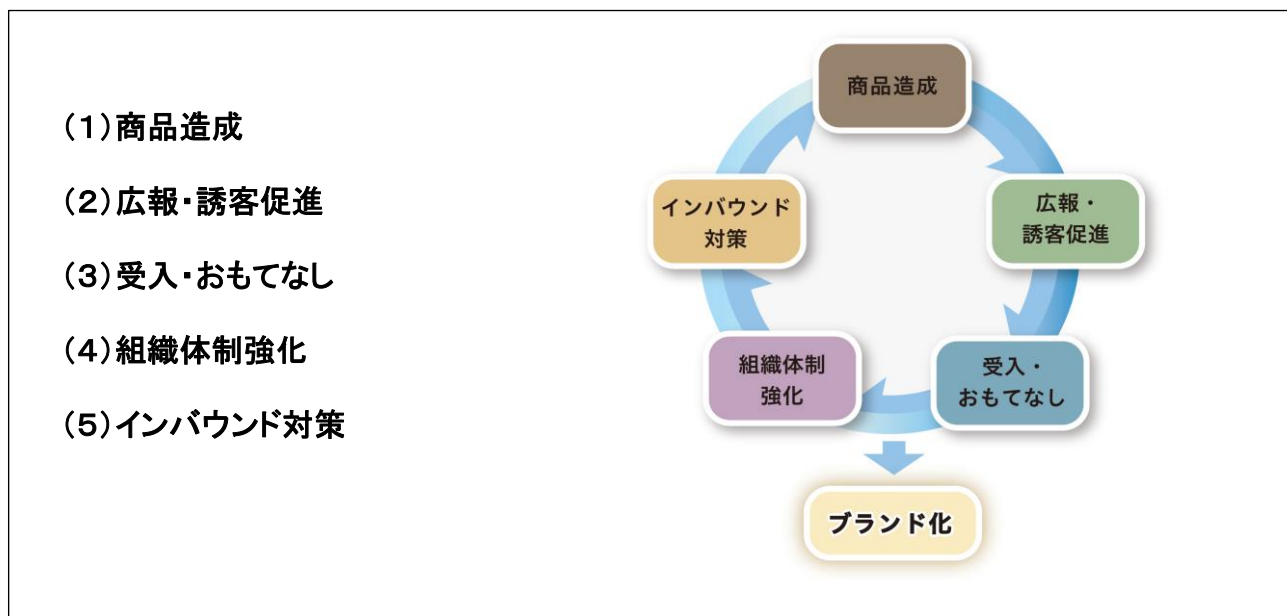 (1)商品造成
(2)広報・誘客促進
(3)受入・おもてなし
(4)組織体制強化
(5)インバウンド対策
商品造成
広報・
誘客促進
受入・
おもてなし
組織体制
強化
インバウンド
対策
ブランド化